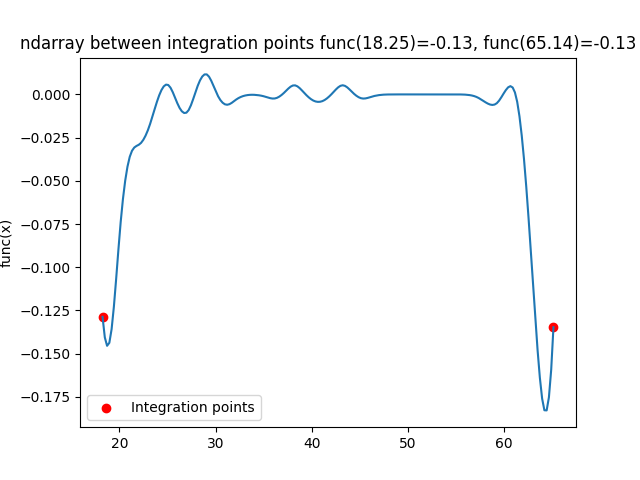 ndarray between integration points func(18.25)=-0.13, func(65.14)=-0.13
0.000
−0.025
−0.050
−0.075
−0.100
−0.125
−0.150
−0.175
func(x)
Integration points
20 30 40 50 60